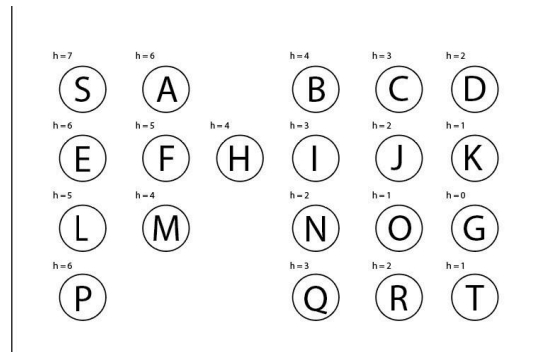 h=7 h=6 h=4 h=3 h=2
S A B C D
h=6 h=5 h=4 h=3 h=2 h=1
E F H I J K
h=5 h=4 h=2 h=1 h=0
L M N O G
h=6 h=3 h=2 h=1
P Q R T